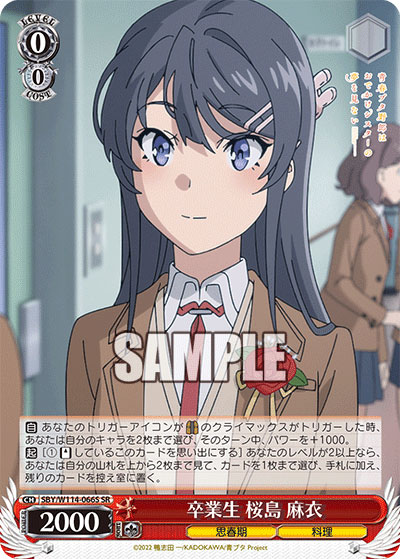 LEVEL
0
0
COST
青春ブタ野郎は
おでかけシスターの
夢を見ない
SAMPLE
自 あなたのトリガーアイコンが のクライマックスがトリガーした時、
あなたは自分のキャラを2枚まで選び、そのターン中、パワーを＋1000。
起 [① しているこのカードを思い出にする] あなたのレベルが2以上なら、
あなたは自分の山札を上から2枚まで見て、カードを1枚まで選び、手札に加え、
残りのカードを控え室に置く。
CH SBY/W114-066S SR
2000
卒業生 桜島 麻衣
思春期
料理
©2022 鴨志田 一/KADOKAWA/青ブタ Project